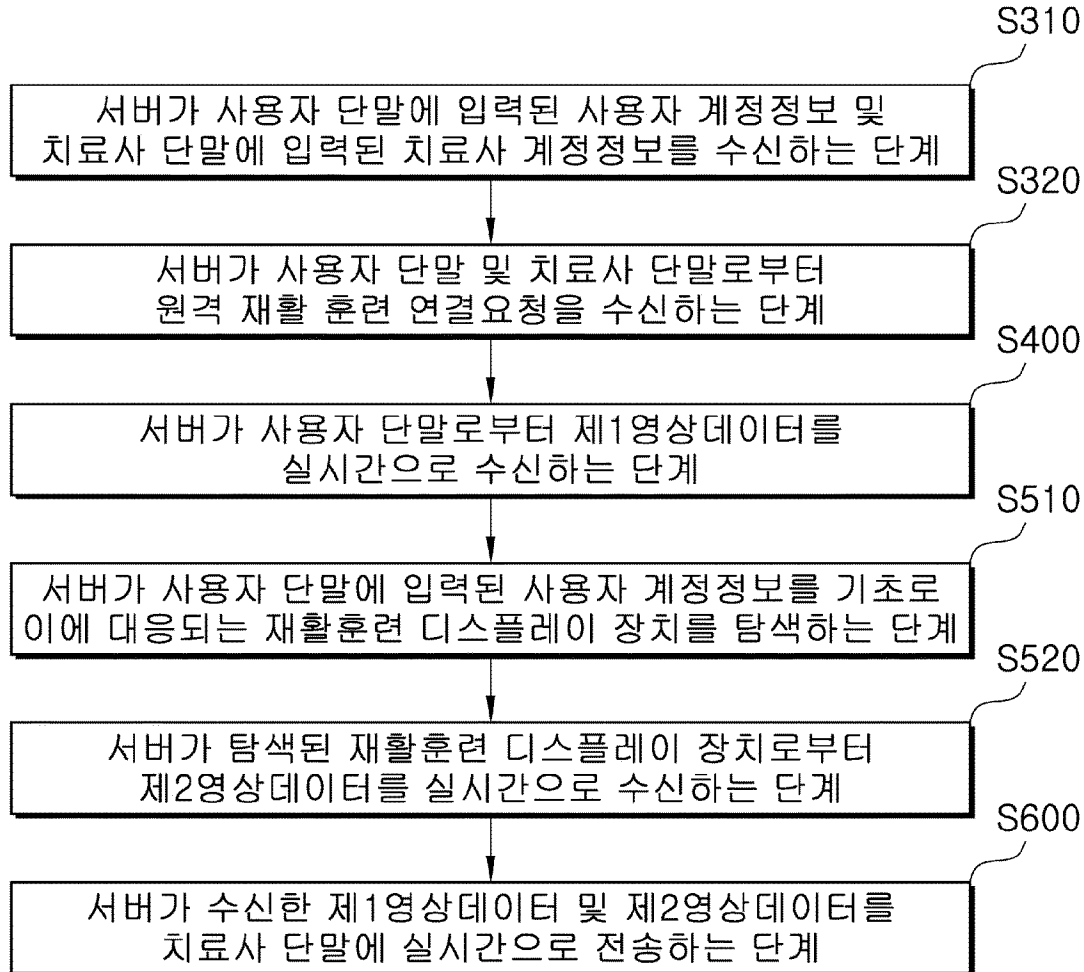 S310
서버가 사용자 단말에 입력된 사용자 계정정보 및
치료사 단말에 입력된 치료사 계정정보를 수신하는 단계
S320
서버가 사용자 단말 및 치료사 단말로부터
원격 재활 훈련 연결요청을 수신하는 단계
S400
서버가 사용자 단말로부터 제1영상데이터를
실시간으로 수신하는 단계
S510
서버가 사용자 단말에 입력된 사용자 계정정보를 기초로
이에 대응되는 재활훈련 디스플레이 장치를 탐색하는 단계
S520
서버가 탐색된 재활훈련 디스플레이 장치로부터
제2영상데이터를 실시간으로 수신하는 단계
S600
서버가 수신한 제1영상데이터 및 제2영상데이터를
치료사 단말에 실시간으로 전송하는 단계